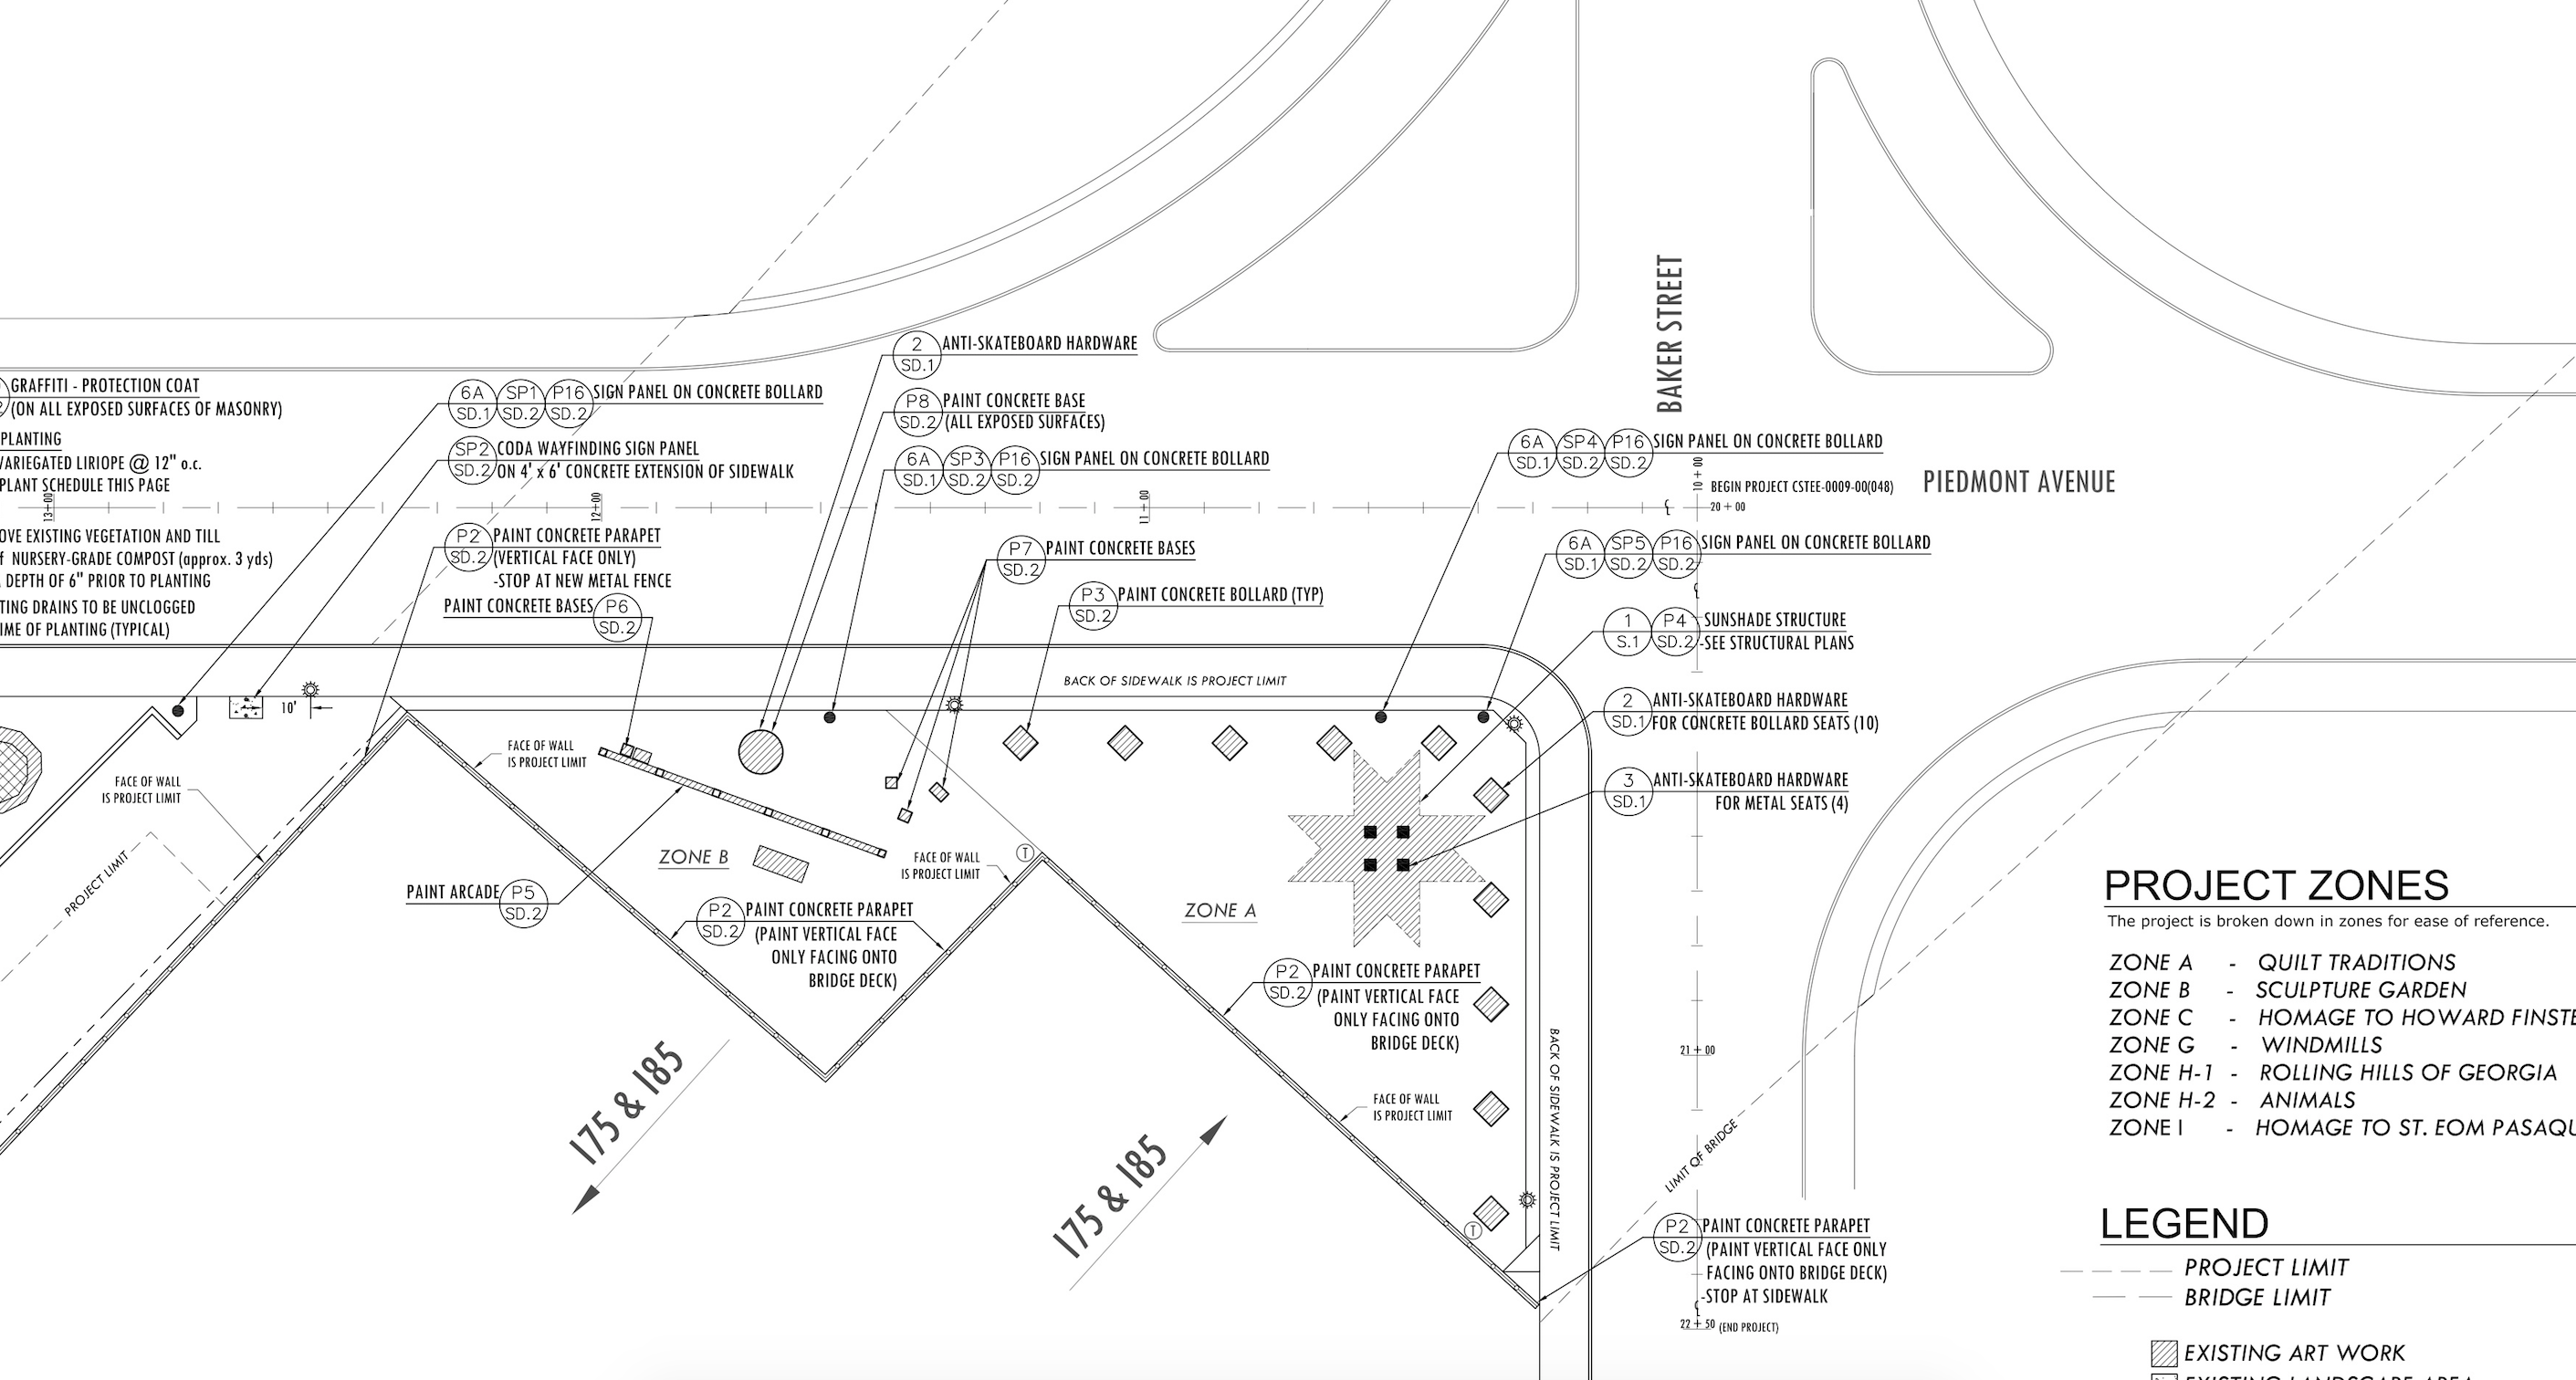 BAKER STREET
PIEDMONT AVENUE
GRAFFITI - PROTECTION COAT
(ON ALL EXPOSED SURFACES OF MASONRY)
PLANTING
VARIEGATED LIRIOPE @ 12" o.c.
PLANT SCHEDULE THIS PAGE
13+00
OVE EXISTING VEGETATION AND TILL
f NURSERY-GRADE COMPOST (approx. 3 yds)
DEPTH OF 6" PRIOR TO PLANTING
TING DRAINS TO BE UNCLOGGED
IME OF PLANTING (TYPICAL)
6A SP1 P16 SIGN PANEL ON CONCRETE BOLLARD
SD.1 SD.2 SD.2
SP2 CODA WAYFINDING SIGN PANEL
SD.2 ON 4' x 6' CONCRETE EXTENSION OF SIDEWALK
12+00
P2 PAINT CONCRETE PARAPET
SD.2 (VERTICAL FACE ONLY)
-STOP AT NEW METAL FENCE
PAINT CONCRETE BASES P6
SD.2
2 ANTI-SKATEBOARD HARDWARE
SD.1
P8 PAINT CONCRETE BASE
SD.2 (ALL EXPOSED SURFACES)
6A SP3 P16 SIGN PANEL ON CONCRETE BOLLARD
SD.1 SD.2 SD.2
11+00
P7 PAINT CONCRETE BASES
SD.2
P3 PAINT CONCRETE BOLLARD (TYP)
SD.2
6A SP4 P16 SIGN PANEL ON CONCRETE BOLLARD
SD.1 SD.2 SD.2
10+00
BEGIN PROJECT CSTEE-0009-00(048)
20+00
6A SP5 P16 SIGN PANEL ON CONCRETE BOLLARD
SD.1 SD.2 SD.2
1 P4 SUNSHADE STRUCTURE
S.1 SD.2 -SEE STRUCTURAL PLANS
2 ANTI-SKATEBOARD HARDWARE
SD.1 FOR CONCRETE BOLLARD SEATS (10)
3 ANTI-SKATEBOARD HARDWARE
SD.1 FOR METAL SEATS (4)
BACK OF SIDEWALK IS PROJECT LIMIT
10'
FACE OF WALL
IS PROJECT LIMIT
FACE OF WALL
IS PROJECT LIMIT
PROJECT LIMIT
ZONE B
FACE OF WALL
IS PROJECT LIMIT
T
PAINT ARCADE P5
SD.2
P2 PAINT CONCRETE PARAPET
SD.2 (PAINT VERTICAL FACE
ONLY FACING ONTO
BRIDGE DECK)
ZONE A
P2 PAINT CONCRETE PARAPET
SD.2 (PAINT VERTICAL FACE
ONLY FACING ONTO
BRIDGE DECK)
I75 & I85
I75 & I85
FACE OF WALL
IS PROJECT LIMIT
T
BACK OF SIDEWALK IS PROJECT LIMIT
21+00
LIMIT OF BRIDGE
P2 PAINT CONCRETE PARAPET
SD.2 (PAINT VERTICAL FACE ONLY
FACING ONTO BRIDGE DECK)
-STOP AT SIDEWALK
22+50 (END PROJECT)
PROJECT ZONES
The project is broken down in zones for ease of reference.
ZONE A - QUILT TRADITIONS
ZONE B - SCULPTURE GARDEN
ZONE C - HOMAGE TO HOWARD FINSTE
ZONE G - WINDMILLS
ZONE H-1 - ROLLING HILLS OF GEORGIA
ZONE H-2 - ANIMALS
ZONE I - HOMAGE TO ST. EOM PASAQU
LEGEND
PROJECT LIMIT
BRIDGE LIMIT
EXISTING ART WORK
EXISTING LANDSCAPE AREA